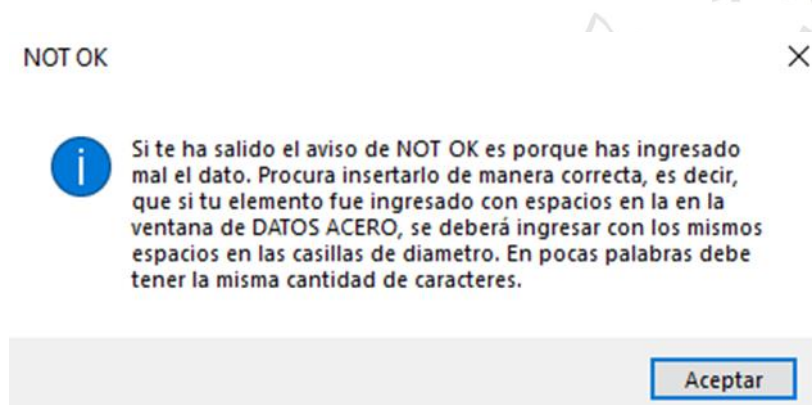 NOT OK
Si te ha salido el aviso de NOT OK es porque has ingresado
mal el dato. Procura insertarlo de manera correcta, es decir,
que si tu elemento fue ingresado con espacios en la en la
ventana de DATOS ACERO, se deberá ingresar con los mismos
espacios en las casillas de diametro. En pocas palabras debe
tener la misma cantidad de caracteres.
Aceptar